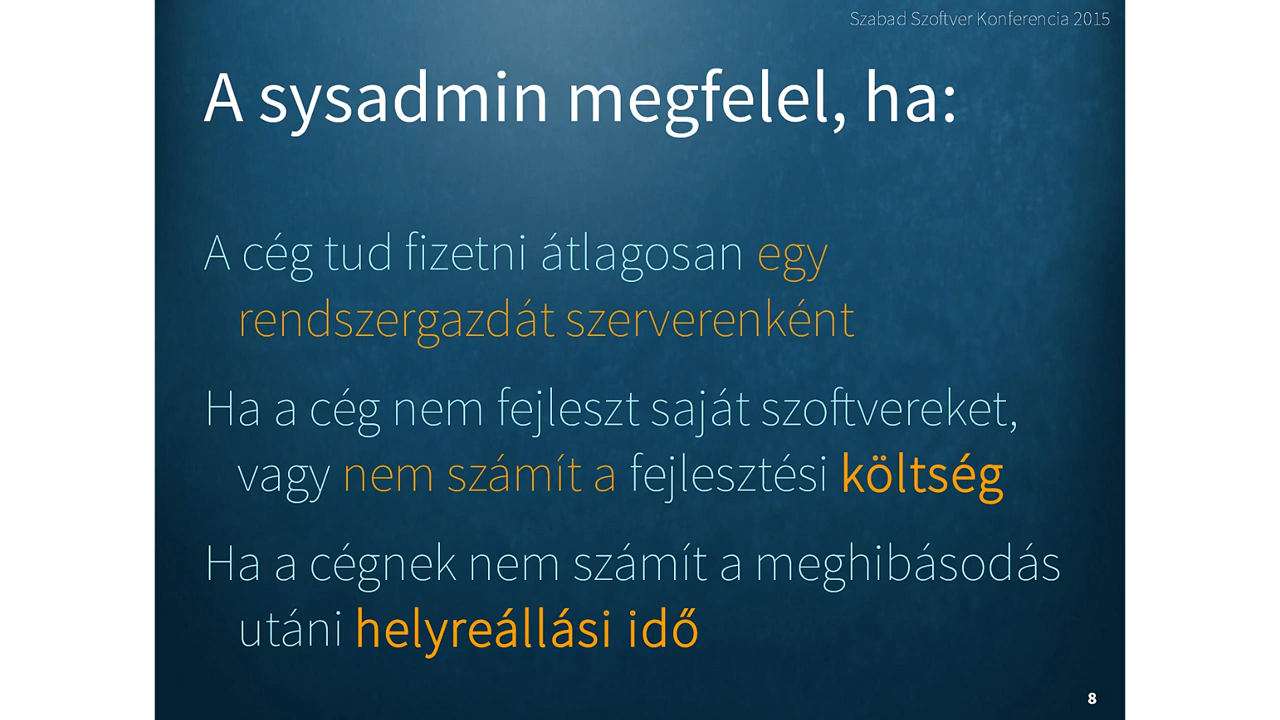 Szabad Szoftver Konferencia 2015
A sysadmin megfelel, ha:
A cég tud fizetni átlagosan egy
rendszergazdát szerverenként
Ha a cég nem fejleszt saját szoftvereket,
vagy nem számít a fejlesztési költség
Ha a cégnek nem számít a meghibásodás
utáni helyreállási idő
8